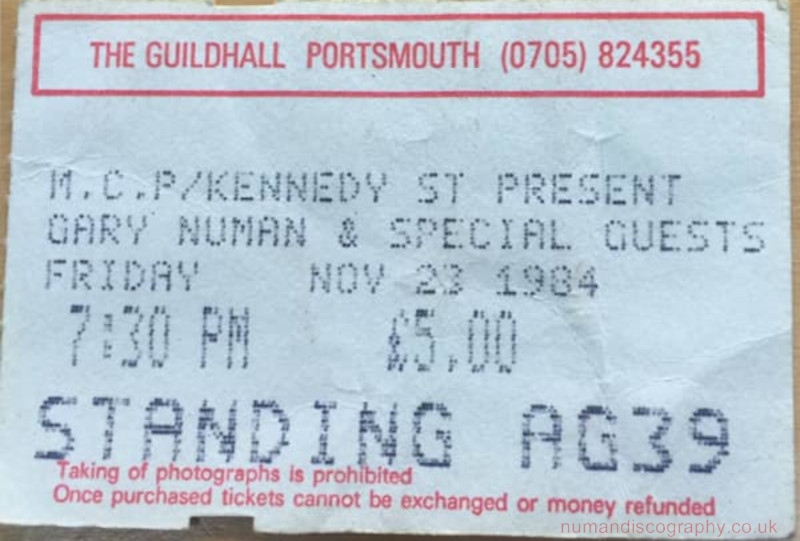 THE GUILDHALL PORTSMOUTH (0705) 824355
M.C.P/KENNEDY ST PRESENT
GARY NUMAN & SPECIAL GUESTS
FRIDAY NOV 23 1984
7:30 PM £5.00
STANDING AG39
Taking of photographs is prohibited
Once purchased tickets cannot be exchanged or money refunded
numandiscography.co.uk